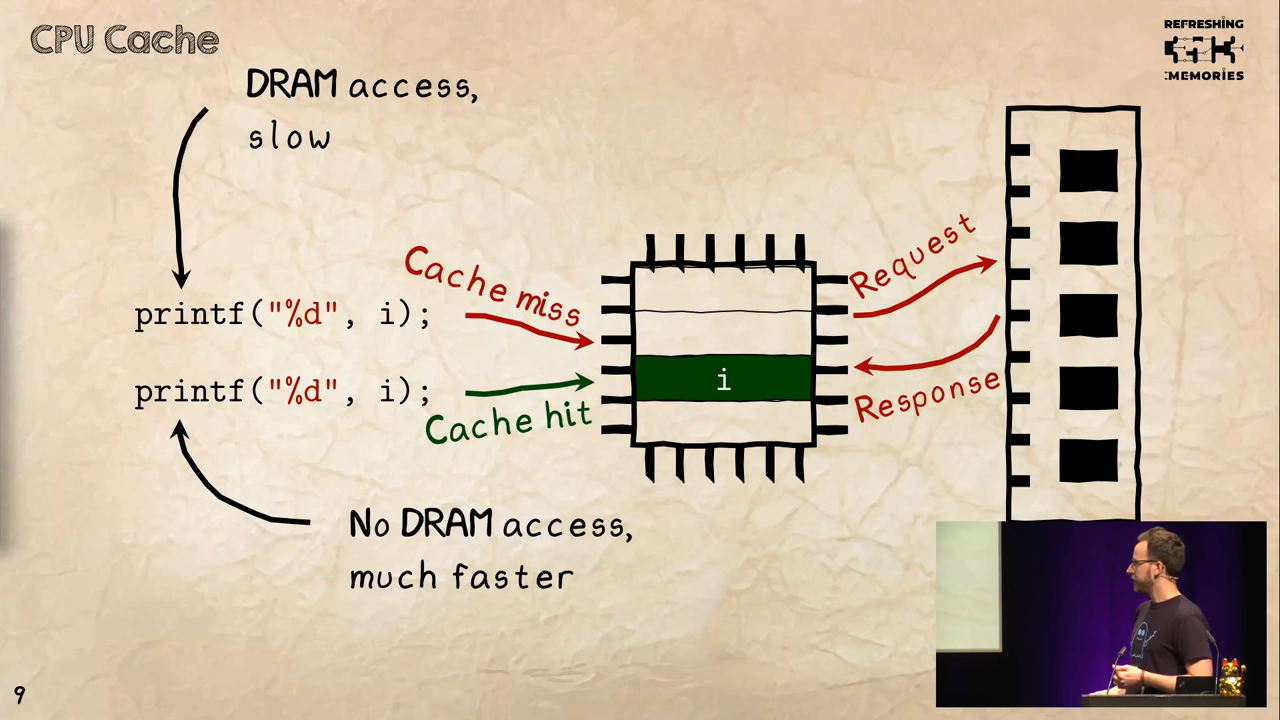 CPU Cache
REFRESHING
:MEMORIES
DRAM access,
slow
Cache miss
Request
printf("%d", i);
i
printf("%d", i);
Cache hit
Response
No DRAM access,
much faster
9